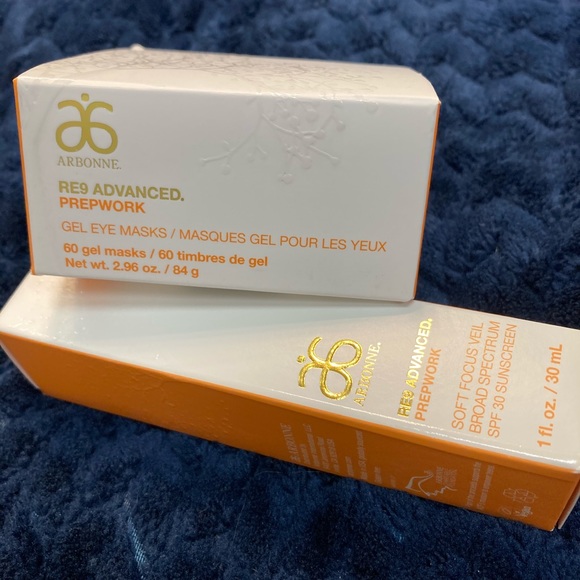 ARBONNE.
RE9 ADVANCED.
PREPWORK
GEL EYE MASKS / MASQUES GEL POUR LES YEUX
60 gel masks / 60 timbres de gel
Net wt. 2.96 oz. / 84 g
ARBONNE.
RE9 ADVANCED.
PREPWORK
SOFT FOCUS VEIL
BROAD SPECTRUM
SPF 30 SUNSCREEN
1 fl. oz. / 30 mL